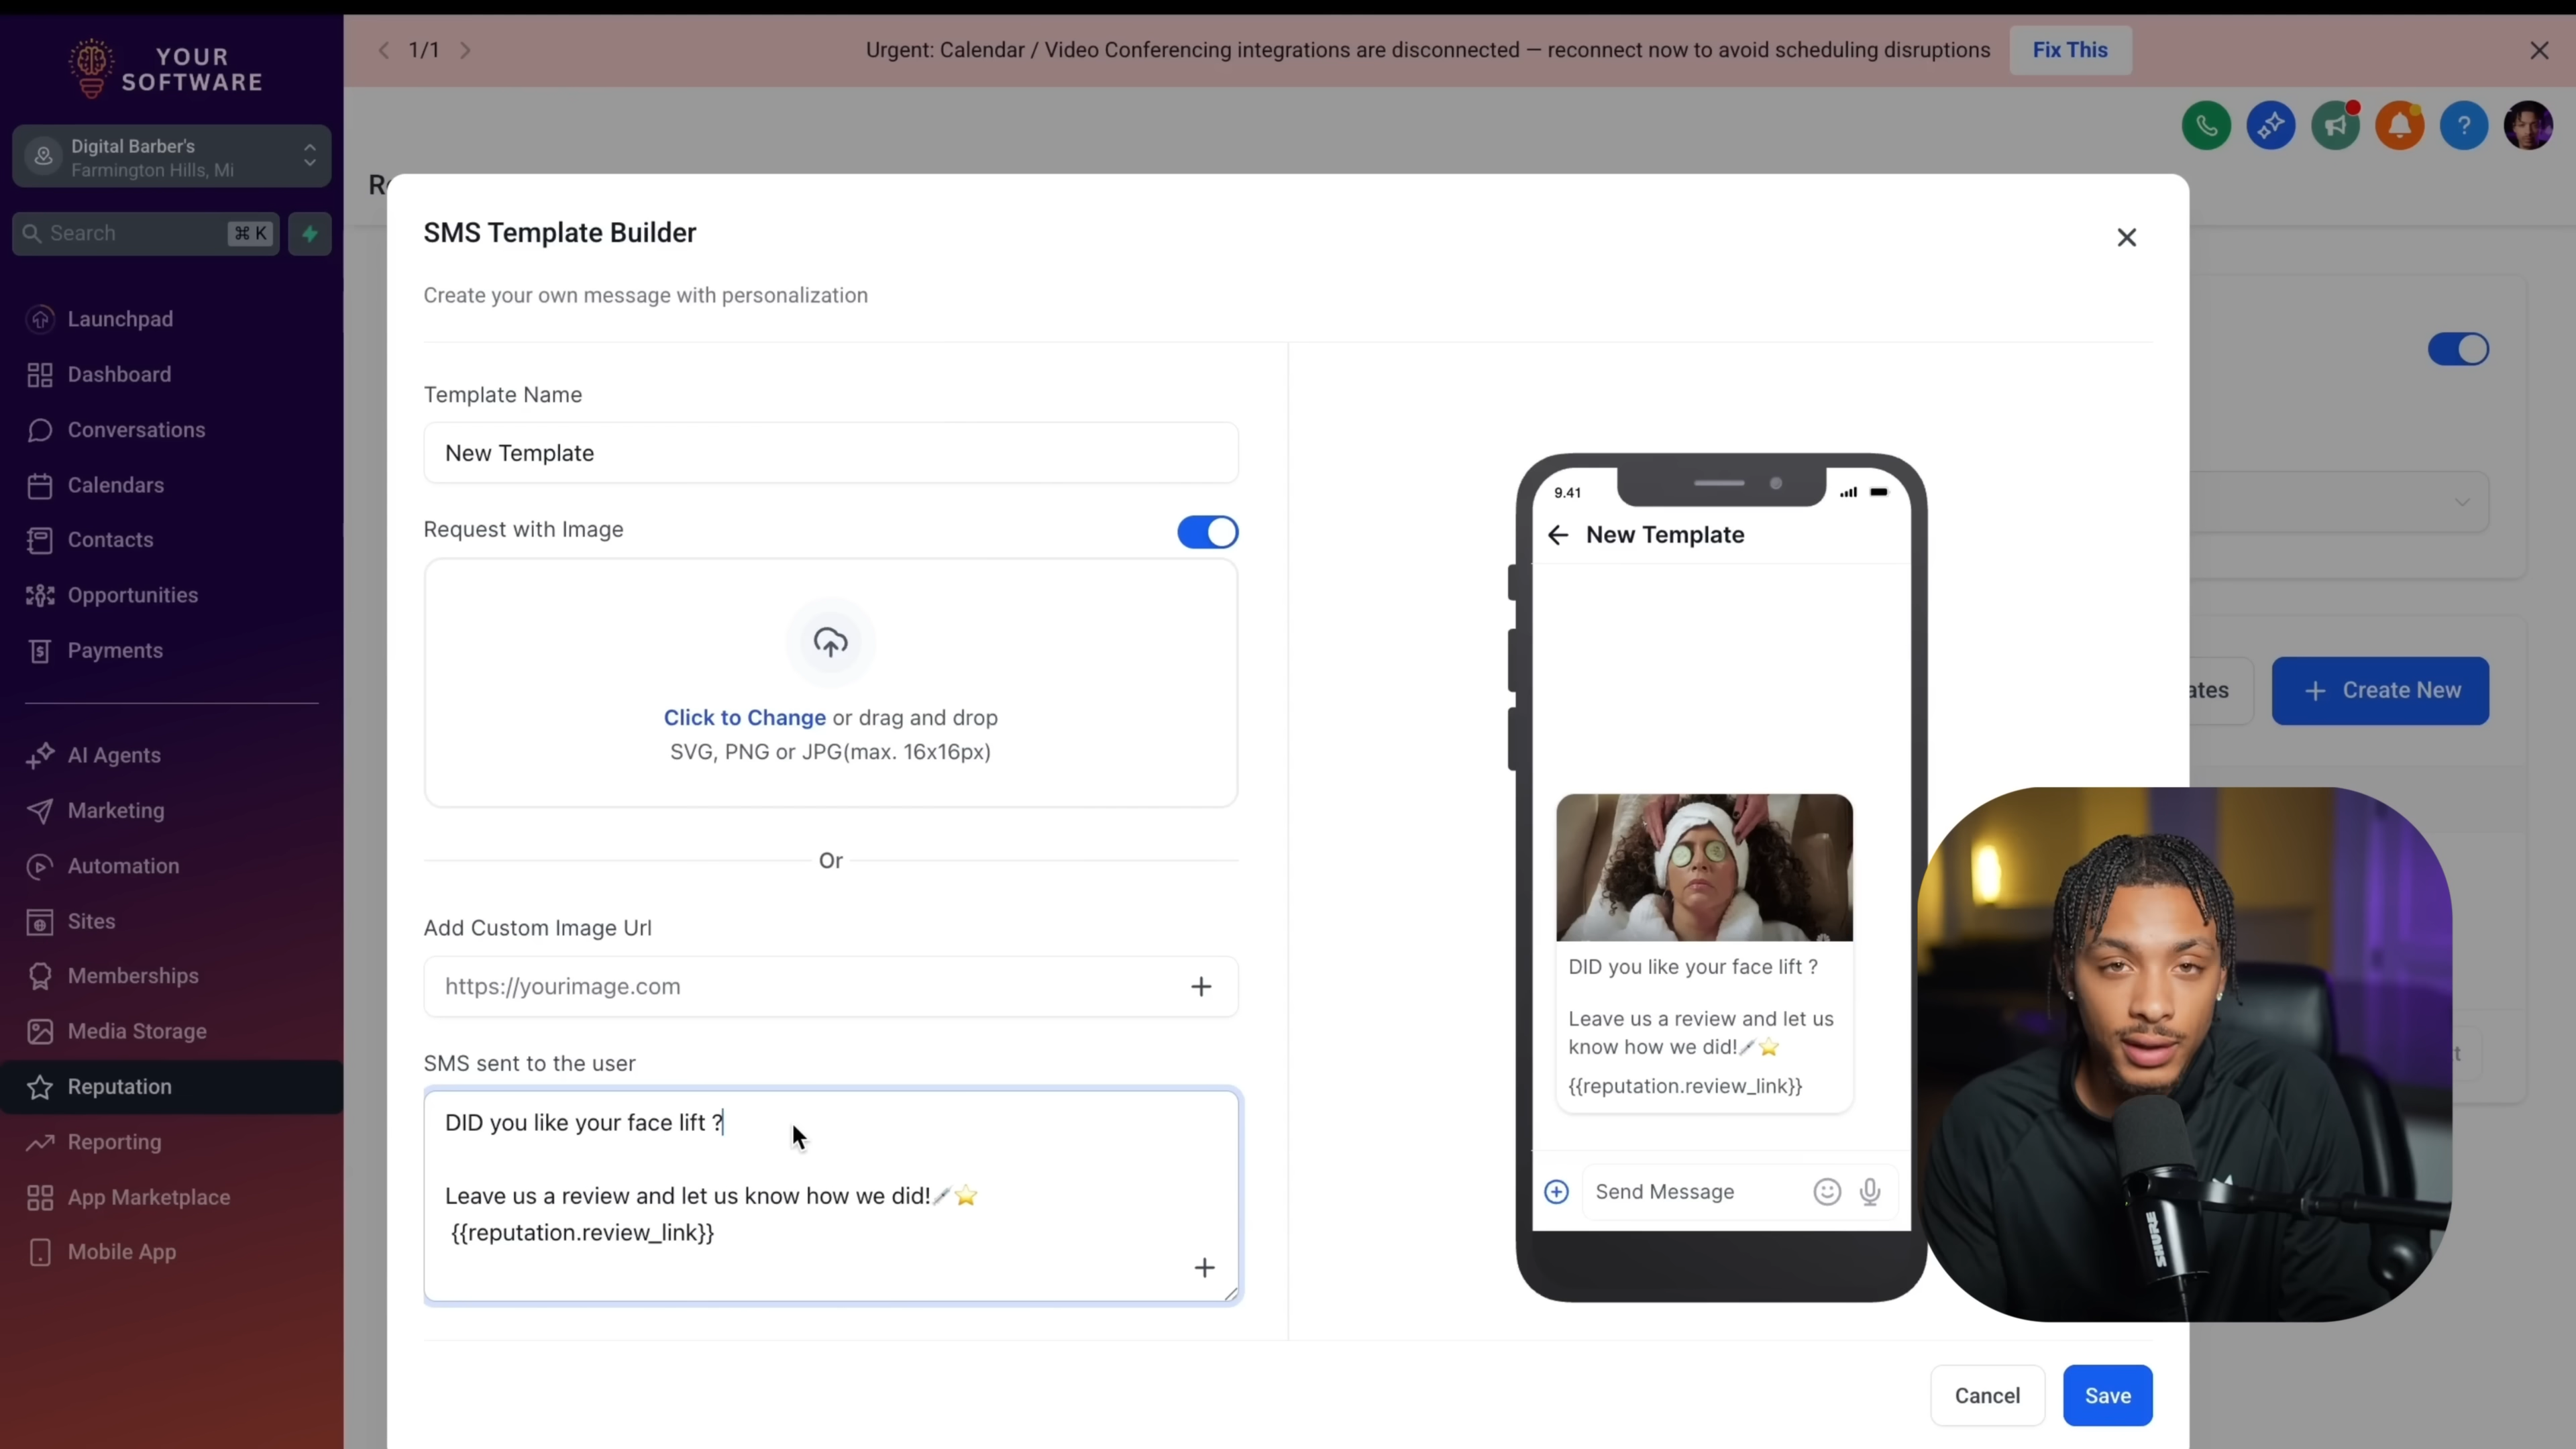 YOUR
SOFTWARE
Digital Barber's
Farmington Hills, Mi
Search
⌘ K
Launchpad
Dashboard
Conversations
Calendars
Contacts
Opportunities
Payments
AI Agents
Marketing
Automation
Sites
Memberships
Media Storage
Reputation
Reporting
App Marketplace
Mobile App
1/1
Urgent: Calendar / Video Conferencing integrations are disconnected — reconnect now to avoid scheduling disruptions
Fix This
SMS Template Builder
Create your own message with personalization
Template Name
New Template
Request with Image
Click to Change or drag and drop
SVG, PNG or JPG(max. 16x16px)
Or
Add Custom Image Url
https://yourimage.com
SMS sent to the user
DID you like your face lift ?
Leave us a review and let us know how we did!💉⭐
{{reputation.review_link}}
9.41
New Template
DID you like your face lift ?
Leave us a review and let us
know how we did!💉⭐
{{reputation.review_link}}
Send Message
Create New
SHURE
Cancel
Save